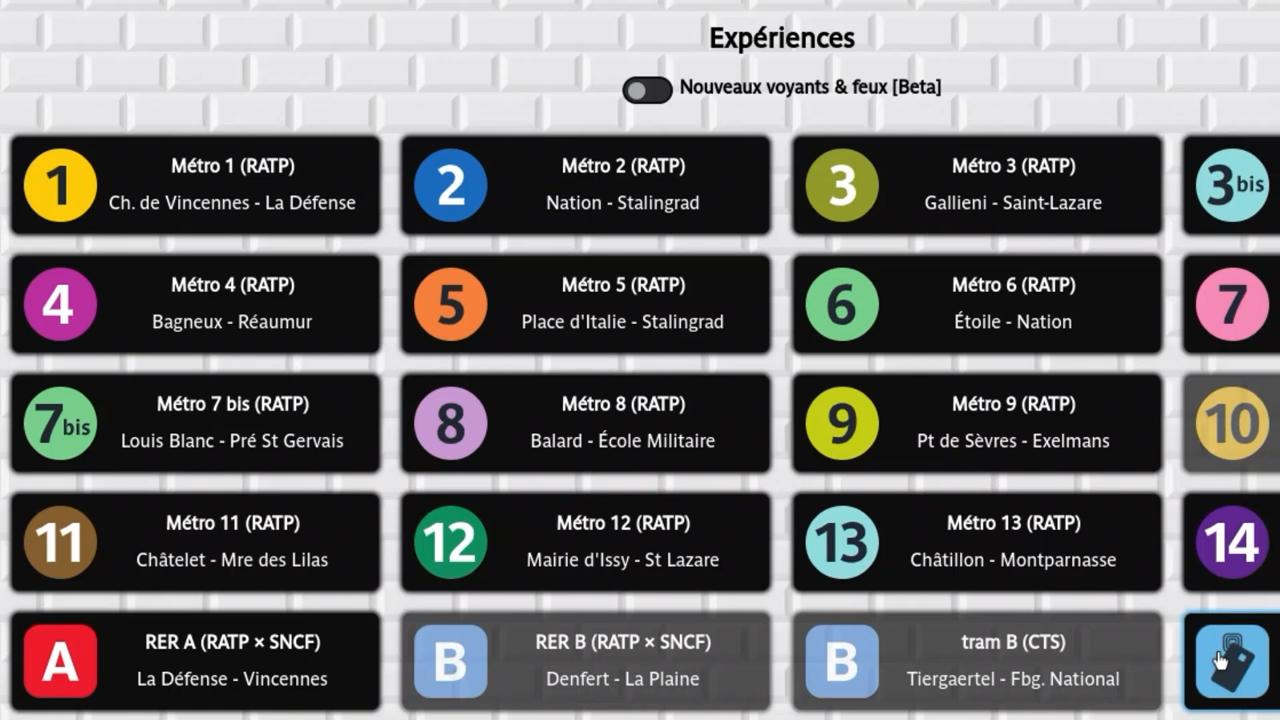 Expériences
Nouveaux voyants & feux [Beta]
1
Métro 1 (RATP)
Ch. de Vincennes - La Défense
2
Métro 2 (RATP)
Nation - Stalingrad
3
Métro 3 (RATP)
Gallieni - Saint-Lazare
3 bis
4
Métro 4 (RATP)
Bagneux - Réaumur
5
Métro 5 (RATP)
Place d'Italie - Stalingrad
6
Métro 6 (RATP)
Étoile - Nation
7
7 bis
Métro 7 bis (RATP)
Louis Blanc - Pré St Gervais
8
Métro 8 (RATP)
Balard - École Militaire
9
Métro 9 (RATP)
Pt de Sèvres - Exelmans
10
11
Métro 11 (RATP)
Châtelet - Mre des Lilas
12
Métro 12 (RATP)
Mairie d'Issy - St Lazare
13
Métro 13 (RATP)
Châtillon - Montparnasse
14
A
RER A (RATP × SNCF)
La Défense - Vincennes
B
RER B (RATP × SNCF)
Denfert - La Plaine
B
tram B (CTS)
Tiergaertel - Fbg. National